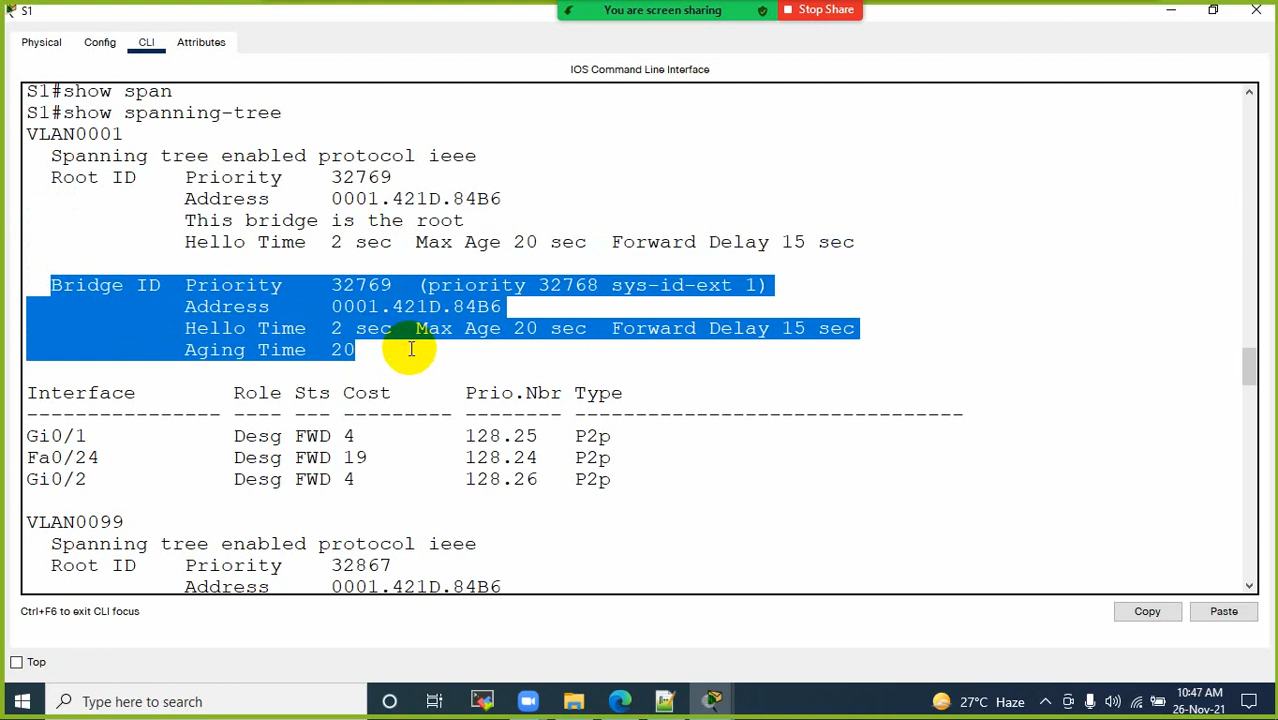 S1
You are screen sharing
Stop Share
Physical Config CLI Attributes
IOS Command Line Interface
S1#show span
S1#show spanning-tree
VLAN0001
Spanning tree enabled protocol ieee
Root ID Priority 32769
Address 0001.421D.84B6
This bridge is the root
Hello Time 2 sec Max Age 20 sec Forward Delay 15 sec
Bridge ID Priority 32769 (priority 32768 sys-id-ext 1)
Address 0001.421D.84B6
Hello Time 2 sec Max Age 20 sec Forward Delay 15 sec
Aging Time 20
Interface Role Sts Cost Prio.Nbr Type
---------------- ---- --- --------- -------- --------------------------------
Gi0/1 Desg FWD 4 128.25 P2p
Fa0/24 Desg FWD 19 128.24 P2p
Gi0/2 Desg FWD 4 128.26 P2p
VLAN0099
Spanning tree enabled protocol ieee
Root ID Priority 32867
Address 0001.421D.84B6
Ctrl+F6 to exit CLI focus
Copy Paste
Top
Type here to search
27°C Haze
10:47 AM
26-Nov-21